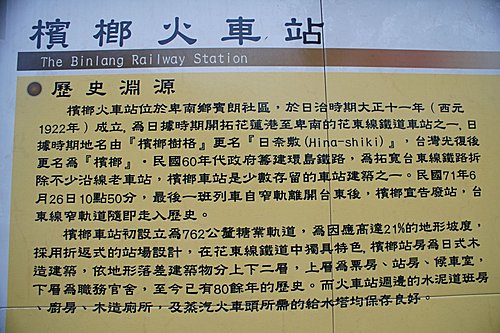 檳榔火車站
The Binlang Railway Station
歷史淵源
檳榔火車站位於卑南鄉賓朗社區，於日治時期大正十一年（西元
1922年）成立，為日據時期開拓花蓮港至卑南的花東線鐵道車站之一，日
據時期地名由『檳榔樹格』更名『日奈敷(Hina-shiki)』，台灣光復後
更名為『檳榔』。民國60年代政府籌建環島鐵路，為拓寬台東線鐵路拆
除不少沿線老車站，檳榔車站是少數存留的車站建築之一。民國71年6
月26日10點50分，最後一班列車自窄軌離開台東後，檳榔宣告廢站，台
東線窄軌道隨即走入歷史。
檳榔車站初設立為762公釐糖業軌道，為因應高達21%的地形坡度，
採用折返式的站場設計，在花東線鐵道中獨具特色，檳榔站房為日式木
造建築，依地形落差建築物分上下二層，上層為票房、站房、候車室，
下層為職務官舍，至今已有80餘年的歷史。而火車站週邊的水泥道班房
、廚房、木造廁所，及蒸汽火車頭所需的給水塔均保存良好。